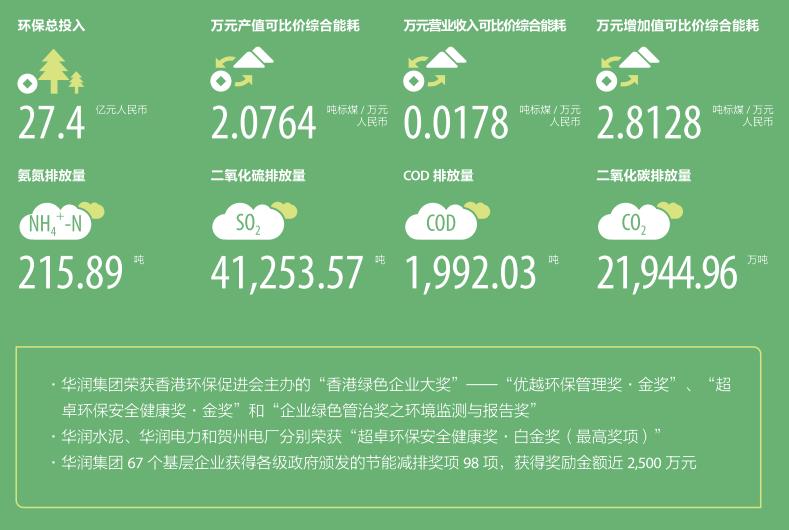 环保总投入
万元产值可比价综合能耗
万元营业收入可比价综合能耗
万元增加值可比价综合能耗
27.4 亿元人民币
2.0764 吨标煤 / 万元
人民币
0.0178 吨标煤 / 万元
人民币
2.8128 吨标煤 / 万元
人民币
氨氮排放量
二氧化硫排放量
COD 排放量
二氧化碳排放量
NH₄⁺-N
SO₂
COD
CO₂
215.89 吨
41,253.57 吨
1,992.03 吨
21,944.96 万吨
· 华润集团荣获香港环保促进会主办的“香港绿色企业大奖”——“优越环保管理奖 · 金奖”、“超
卓环保安全健康奖 · 金奖”和“企业绿色管治奖之环境监测与报告奖”
· 华润水泥、华润电力和贺州电厂分别荣获“超卓环保安全健康奖 · 白金奖（最高奖项）”
· 华润集团 67 个基层企业获得各级政府颁发的节能减排奖项 98 项，获得奖励金额近 2,500 万元